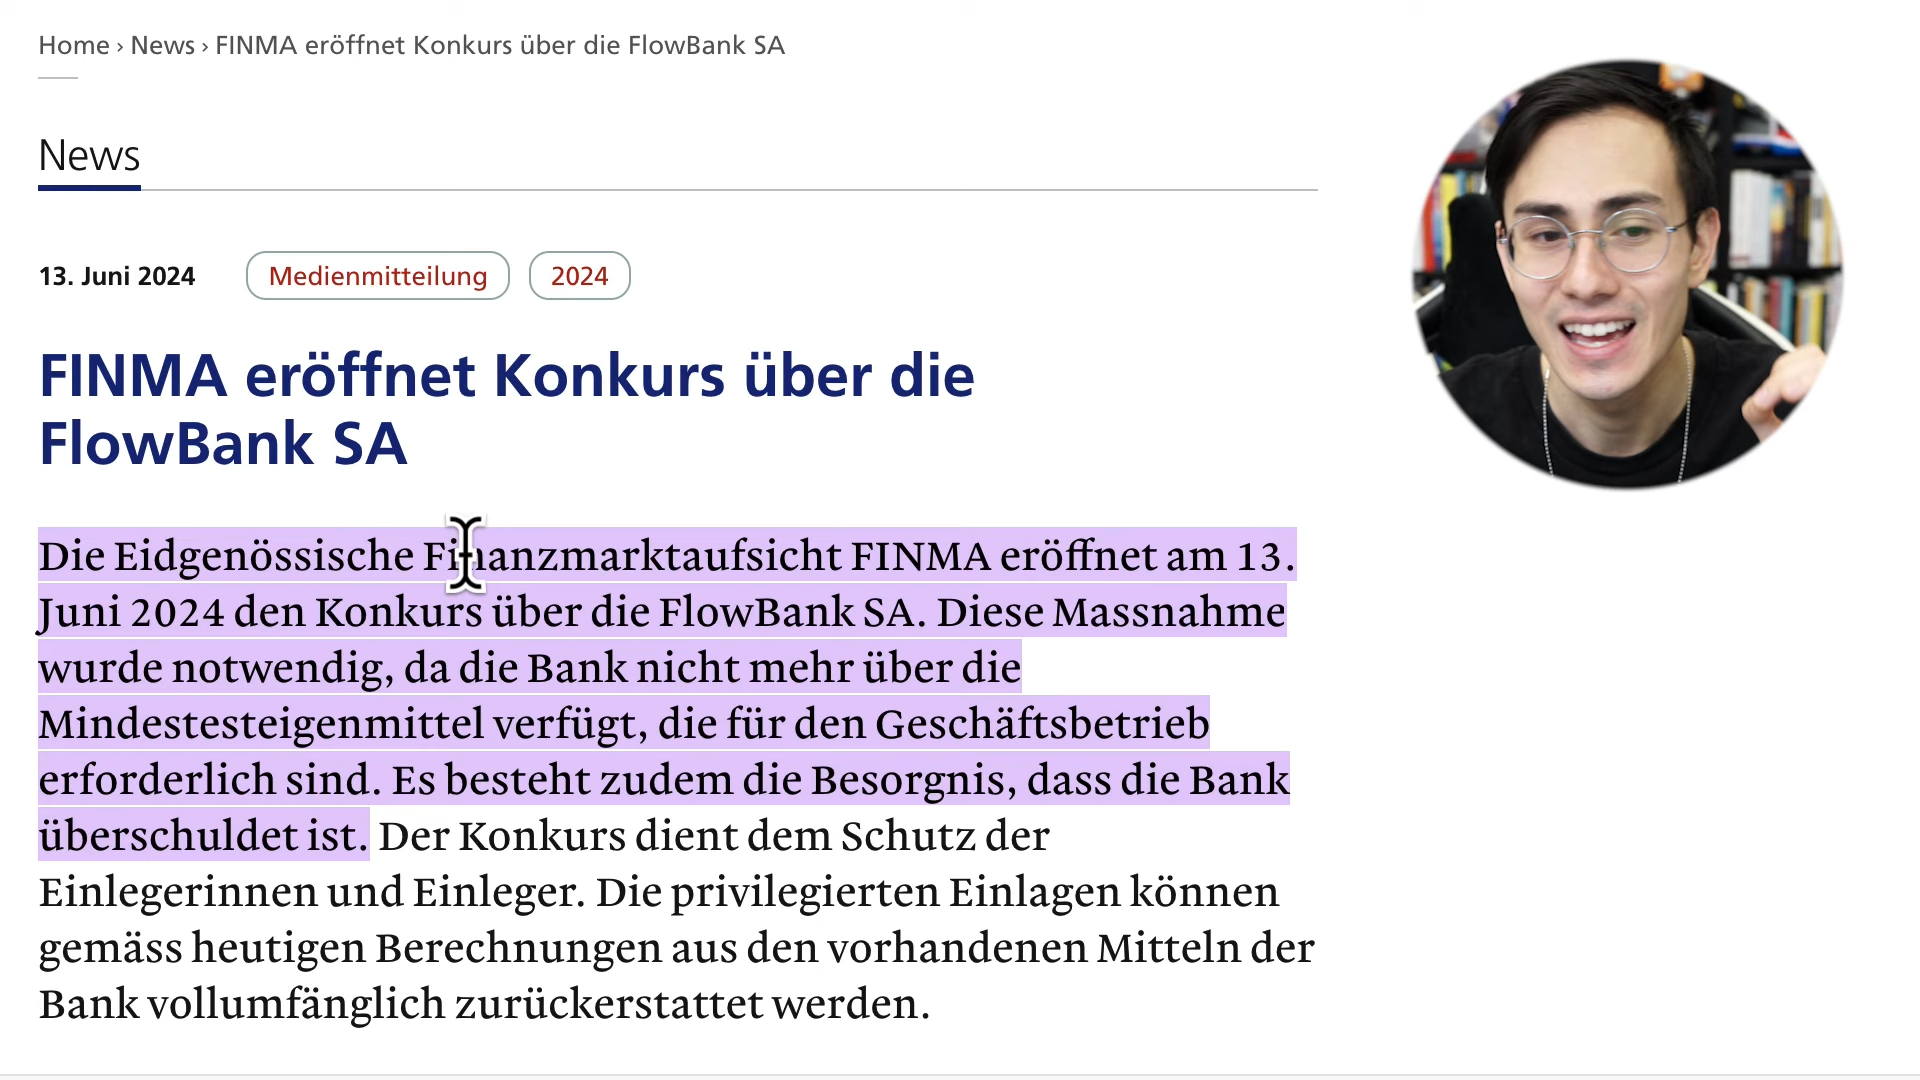 Home › News › FINMA eröffnet Konkurs über die FlowBank SA
News
13. Juni 2024 Medienmitteilung 2024
FINMA eröffnet Konkurs über die
FlowBank SA
Die Eidgenössische Finanzmarktaufsicht FINMA eröffnet am 13.
Juni 2024 den Konkurs über die FlowBank SA. Diese Massnahme
wurde notwendig, da die Bank nicht mehr über die
Mindestesteigenmittel verfügt, die für den Geschäftsbetrieb
erforderlich sind. Es besteht zudem die Besorgnis, dass die Bank
überschuldet ist. Der Konkurs dient dem Schutz der
Einlegerinnen und Einleger. Die privilegierten Einlagen können
gemäss heutigen Berechnungen aus den vorhandenen Mitteln der
Bank vollumfänglich zurückerstattet werden.